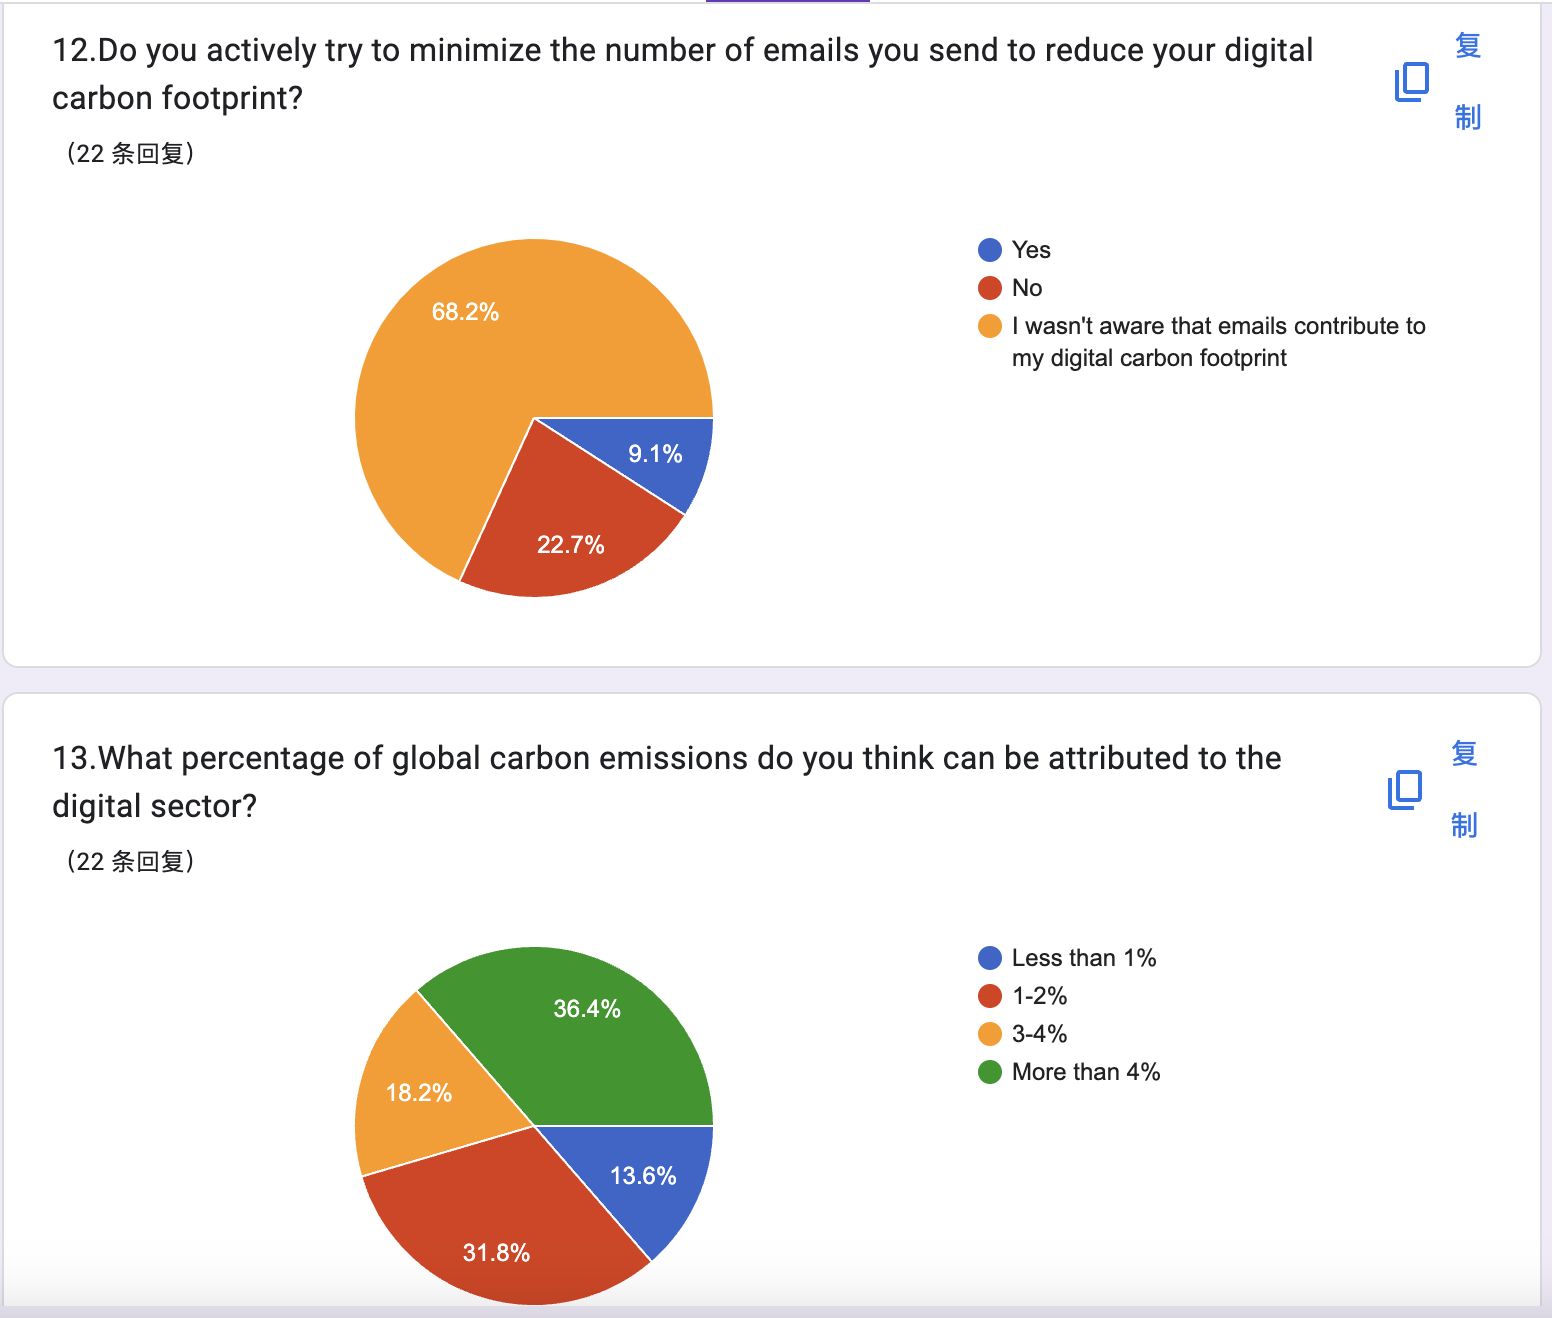 12.Do you actively try to minimize the number of emails you send to reduce your digital
carbon footprint?
复
制
（22 条回复）
Yes
No
I wasn't aware that emails contribute to
my digital carbon footprint
68.2%
9.1%
22.7%
13.What percentage of global carbon emissions do you think can be attributed to the
digital sector?
复
制
（22 条回复）
Less than 1%
1-2%
3-4%
More than 4%
36.4%
18.2%
13.6%
31.8%